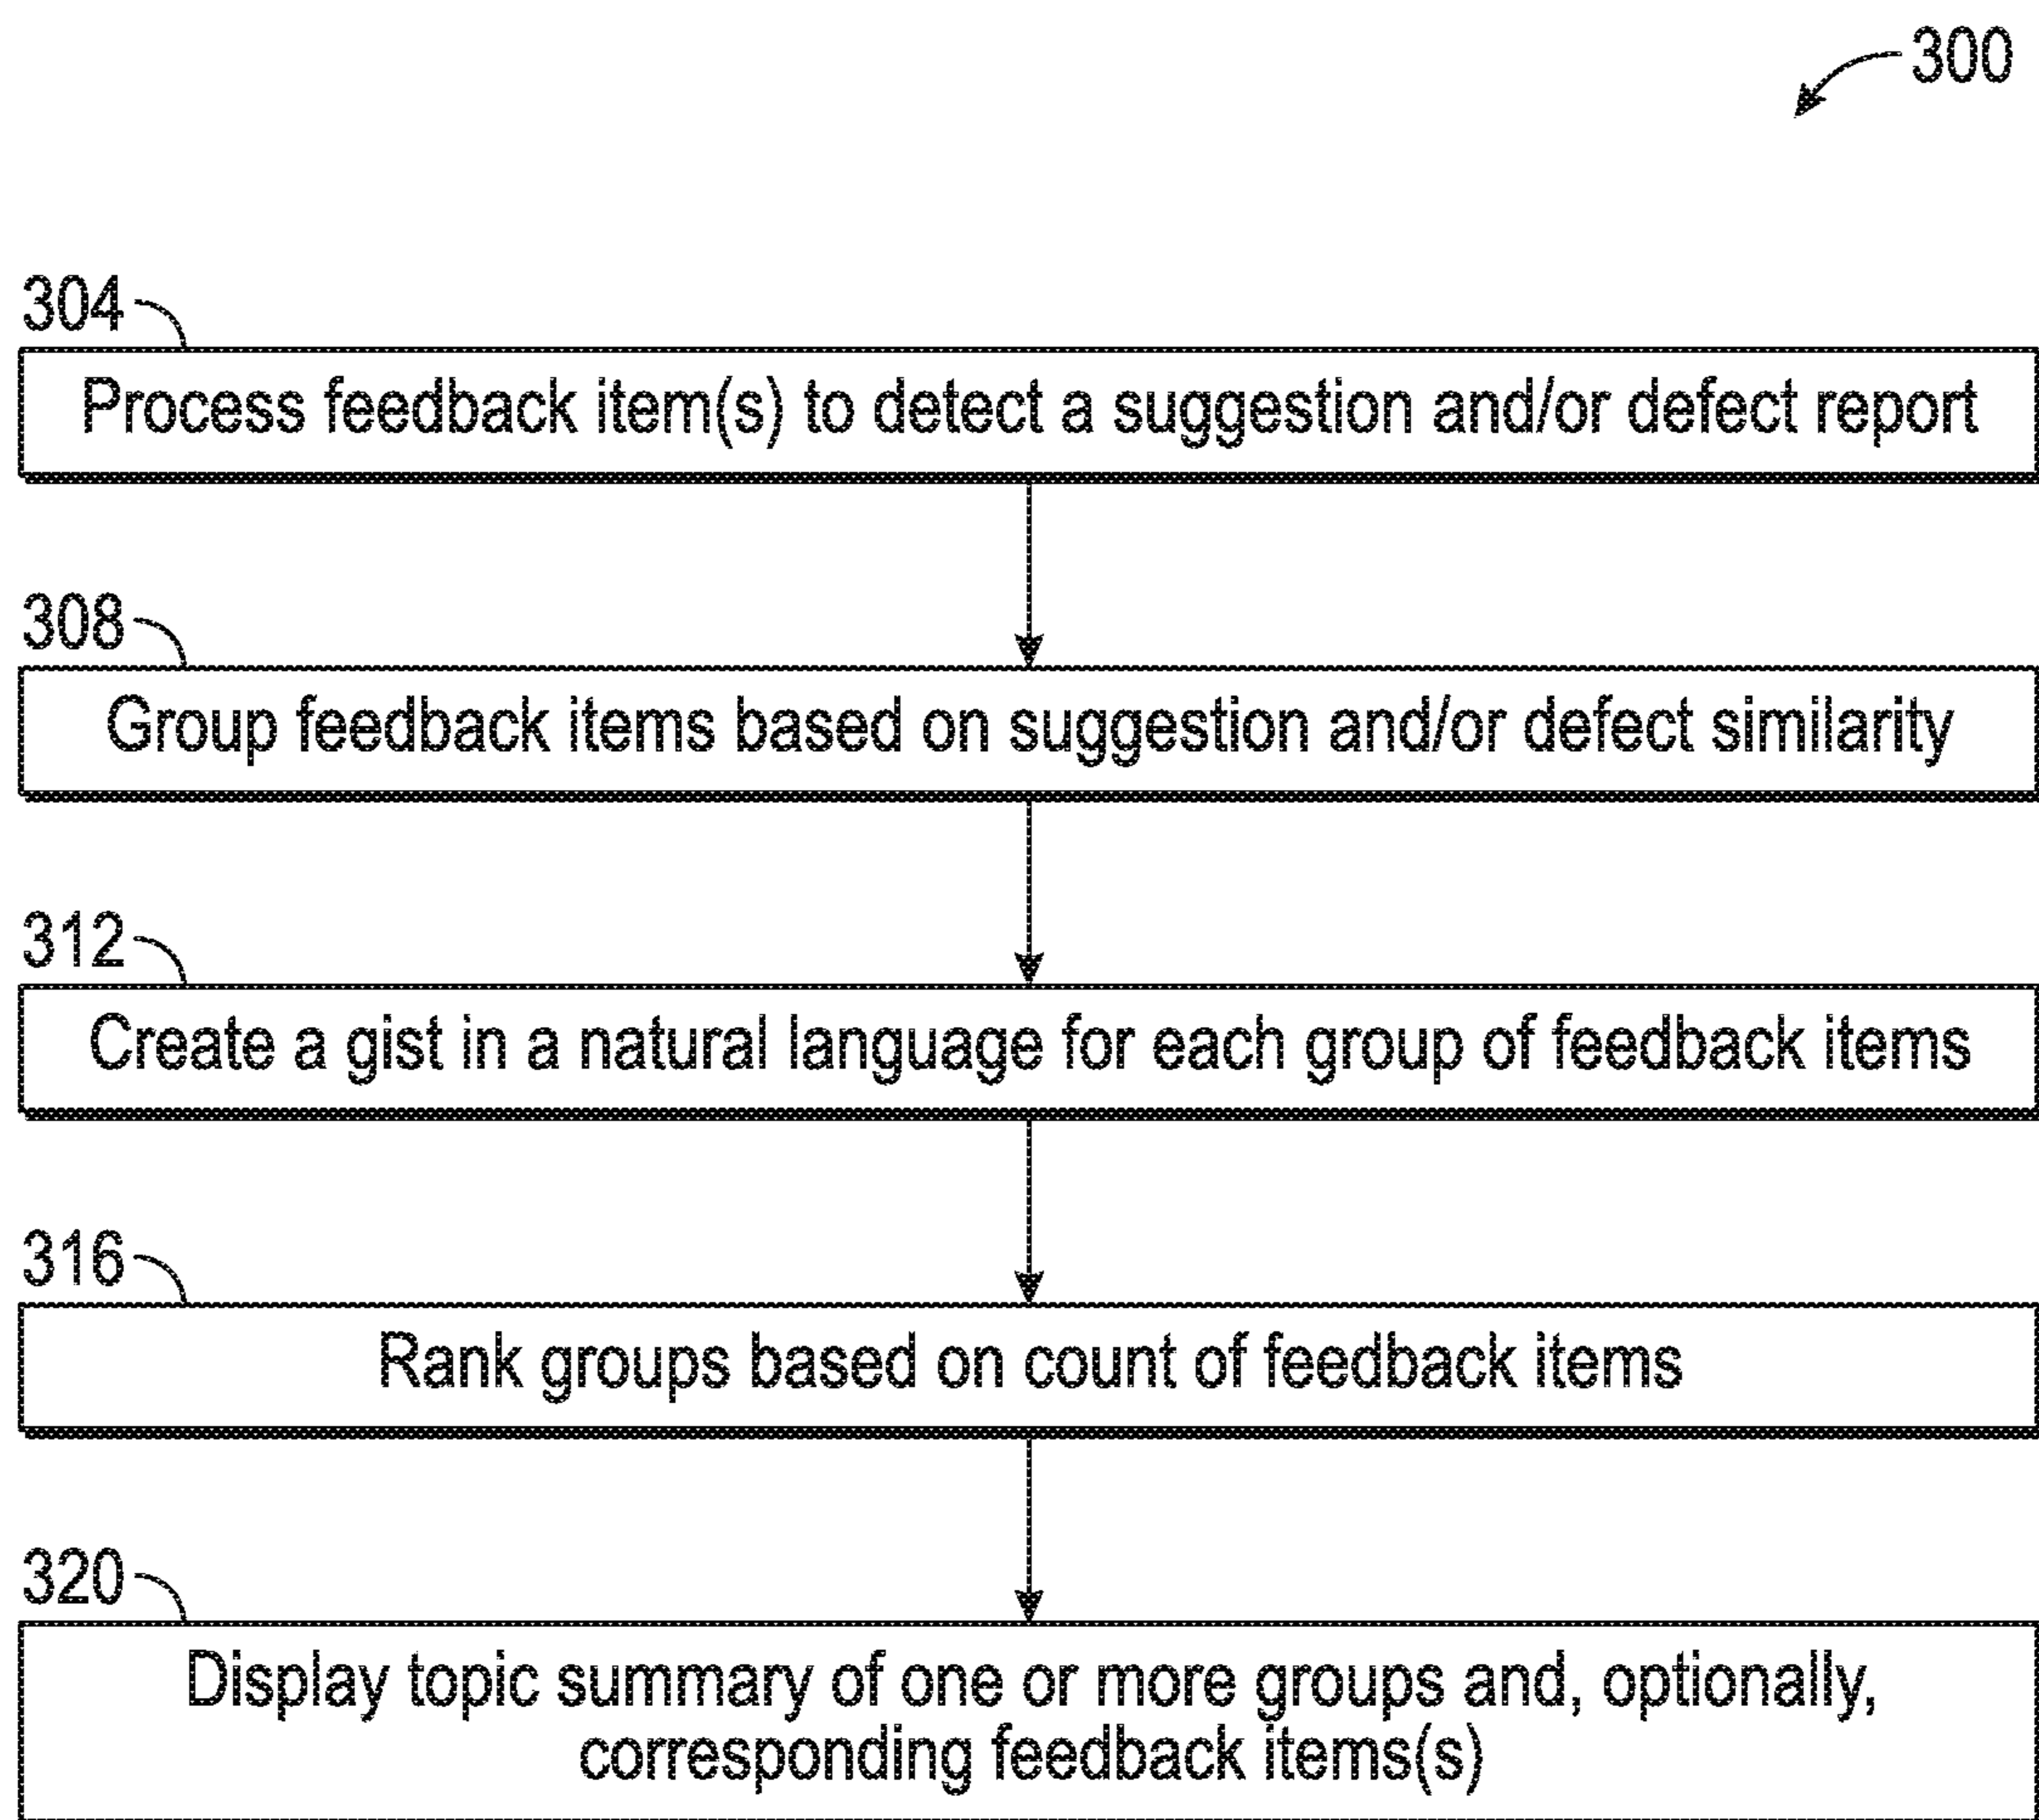 300
304
Process feedback item(s) to detect a suggestion and/or defect report
308
Group feedback items based on suggestion and/or defect similarity
312
Create a gist in a natural language for each group of feedback items
316
Rank groups based on count of feedback items
320
Display topic summary of one or more groups and, optionally,
corresponding feedback items(s)